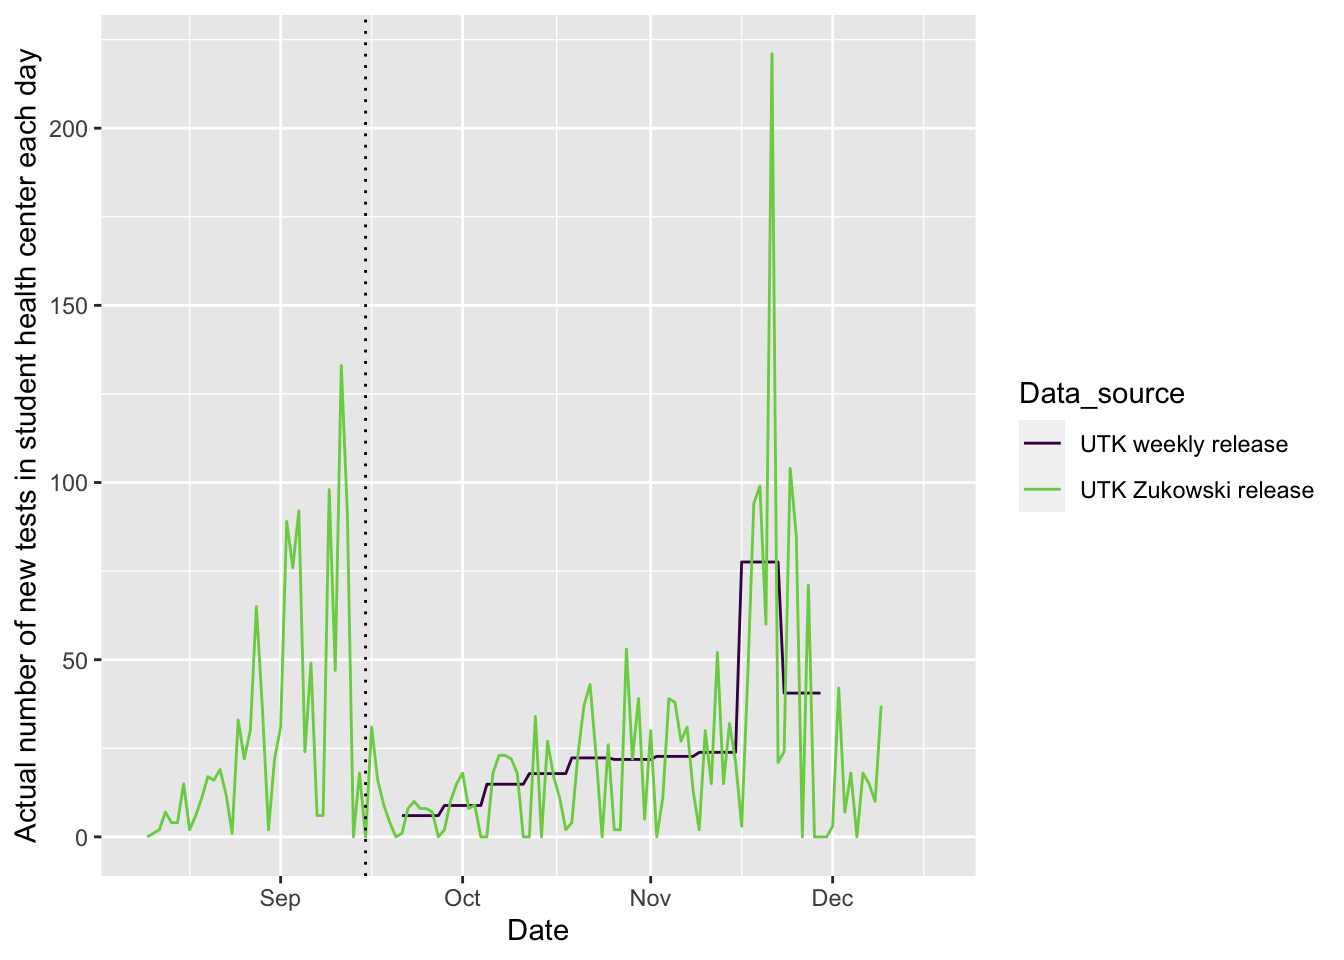 Actual number of new tests in student health center each day
200
150
100
50
0
Sep Oct Nov Dec
Date
Data_source
UTK weekly release
UTK Zukowski release